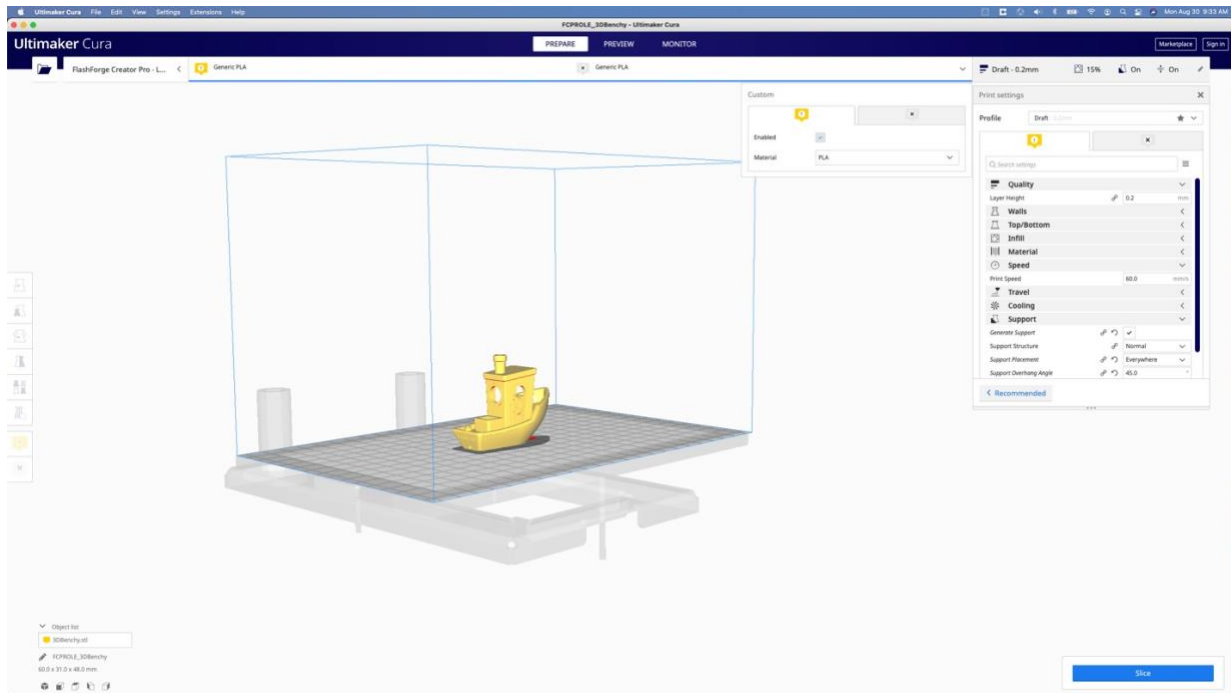 Ultimaker Cura File Edit View Settings Extensions Help
Mon Aug 30 9:33 AM
FCPROLE_3DBenchy - Ultimaker Cura
Ultimaker Cura
PREPARE PREVIEW MONITOR
Marketplace Sign in
FlashForge Creator Pro - L...
1 Generic PLA
Generic PLA
Draft - 0.2mm 15% On On
Custom
Enabled
Material PLA
Print settings
Profile Draft 0.2mm
Search settings
Quality
Layer Height 0.2 mm
Walls
Top/Bottom
Infill
Material
Speed
Print Speed 60.0 mm/s
Travel
Cooling
Support
Generate Support
Support Structure Normal
Support Placement Everywhere
Support Overhang Angle 45.0 °
Recommended
Object list
3DBenchy.stl
FCPROLE_3DBenchy
60.0 x 31.0 x 48.0 mm
Slice